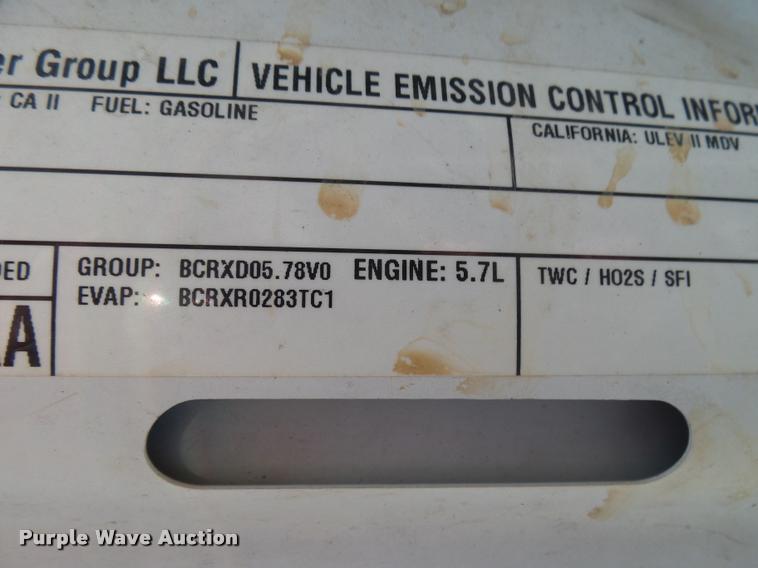 er Group LLC VEHICLE EMISSION CONTROL INFOR
CA II FUEL: GASOLINE
CALIFORNIA: ULEV II MDV
DED
GROUP: BCRXD05.78V0 ENGINE: 5.7L
EVAP: BCRXR0283TC1
TWC / HO2S / SFI
A
Purple Wave Auction